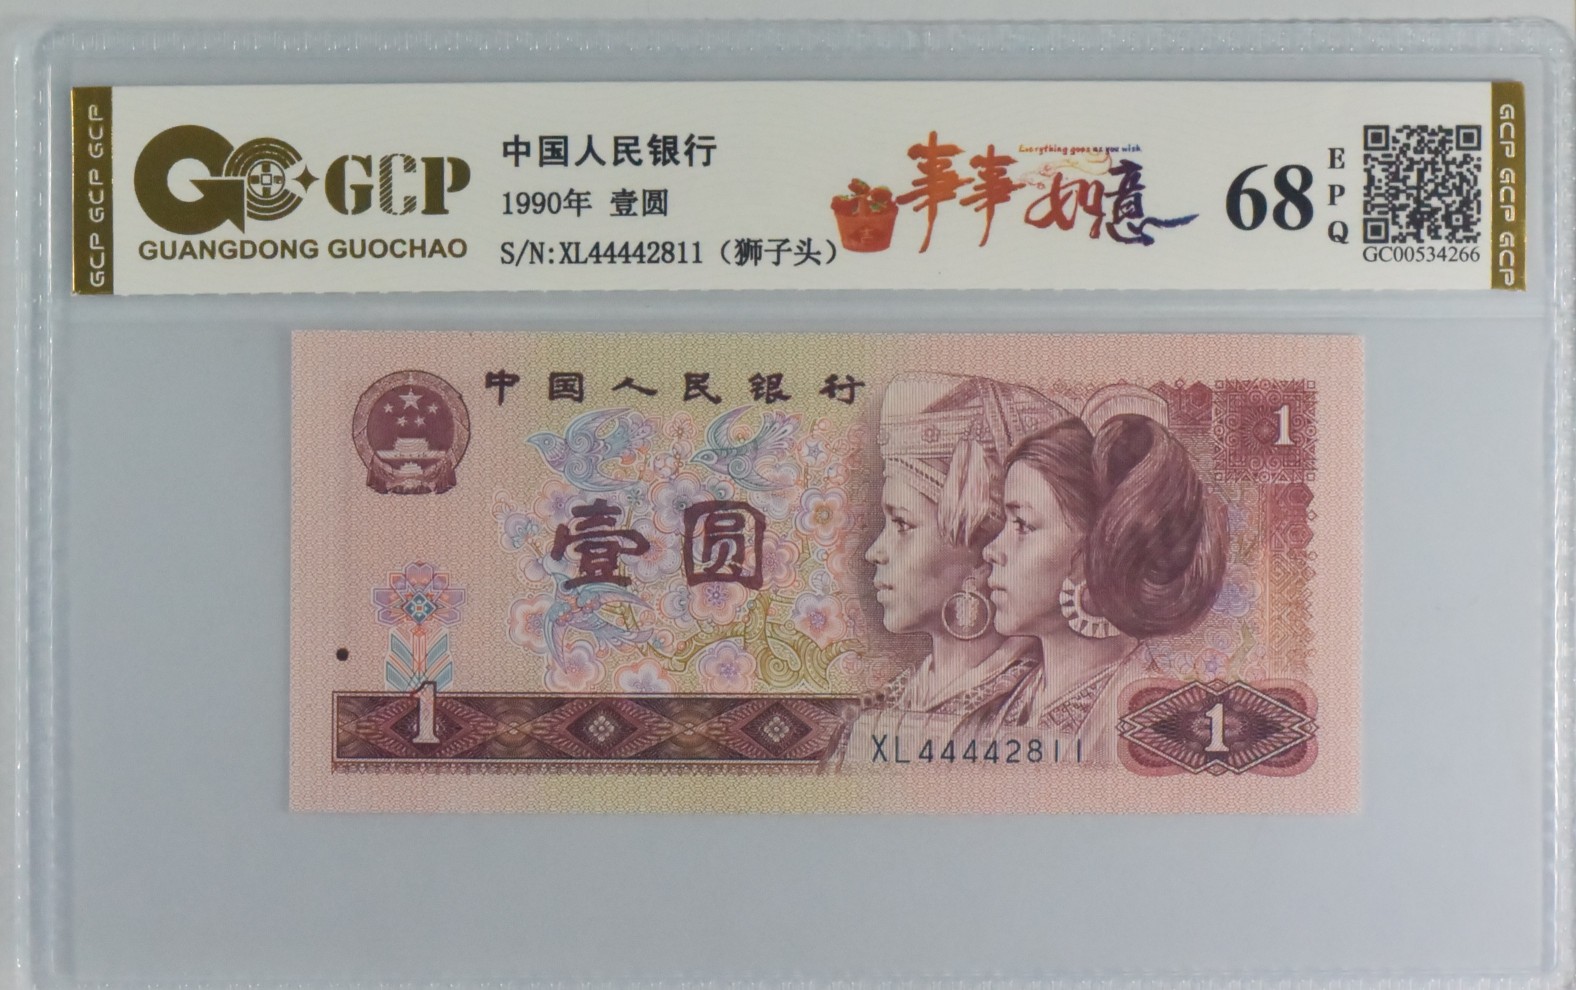 GCP GCP GCP
GCP
GUANGDONG GUOCHAO
中国人民银行
1990年 壹圆
S/N:XL44442811（狮子头）
Everything goes as you wish
事事如意
吉
68
EPQ
GC00534266
GCP GCP GCP
中国人民银行
1
壹圆
1
XL44442811
1